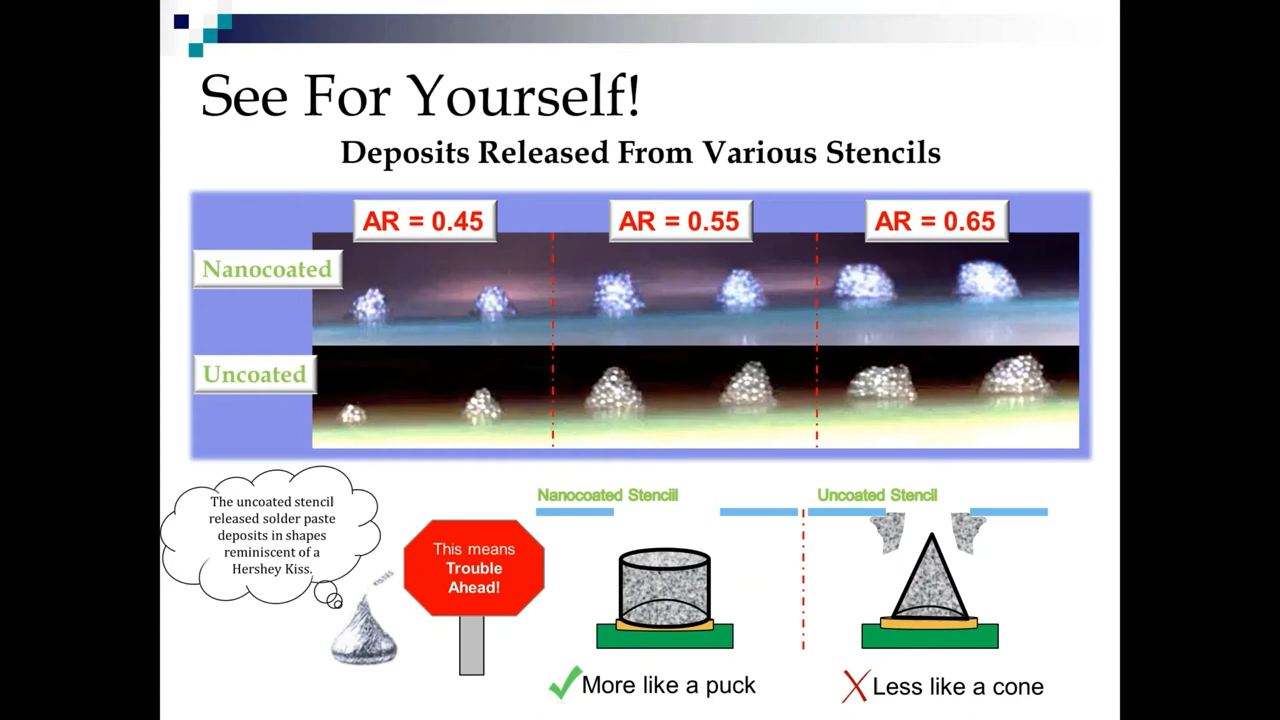 See For Yourself!
Deposits Released From Various Stencils
AR = 0.45
AR = 0.55
AR = 0.65
Nanocoated
Uncoated
The uncoated stencil
released solder paste
deposits in shapes
reminiscent of a
Hershey Kiss.
This means
Trouble
Ahead!
Nanocoated Stencill
Uncoated Stencil
KISSES
More like a puck
Less like a cone